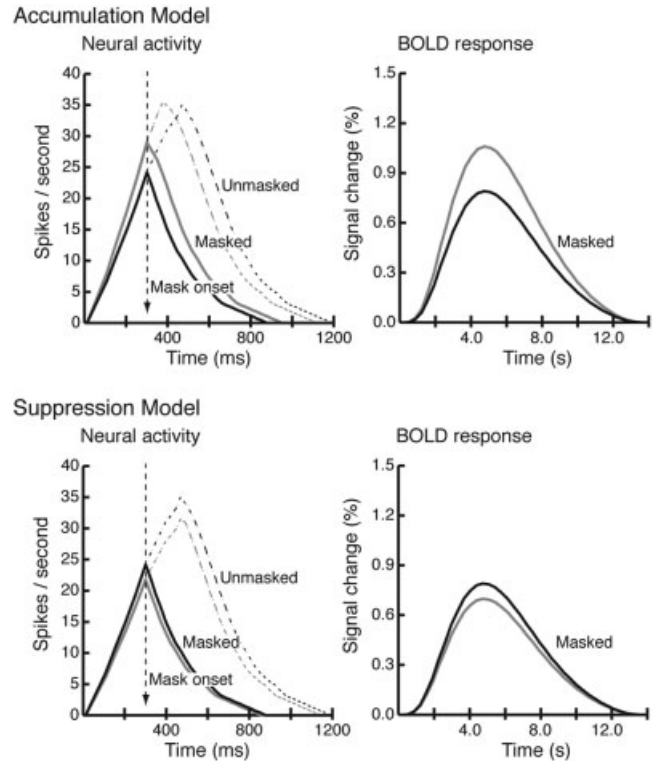 Accumulation Model
Neural activity
BOLD response
40
35
30
25
20
15
10
5
0
Spikes / second
Unmasked
Masked
Mask onset
400
800
1200
Time (ms)
1.5
1.2
0.9
0.6
0.3
0.0
Signal change (%)
Masked
4.0
8.0
12.0
Time (s)
Suppression Model
Neural activity
BOLD response
40
35
30
25
20
15
10
5
0
Spikes / second
Unmasked
Masked
Mask onset
400
800
1200
Time (ms)
1.5
1.2
0.9
0.6
0.3
0.0
Signal change (%)
Masked
4.0
8.0
12.0
Time (s)